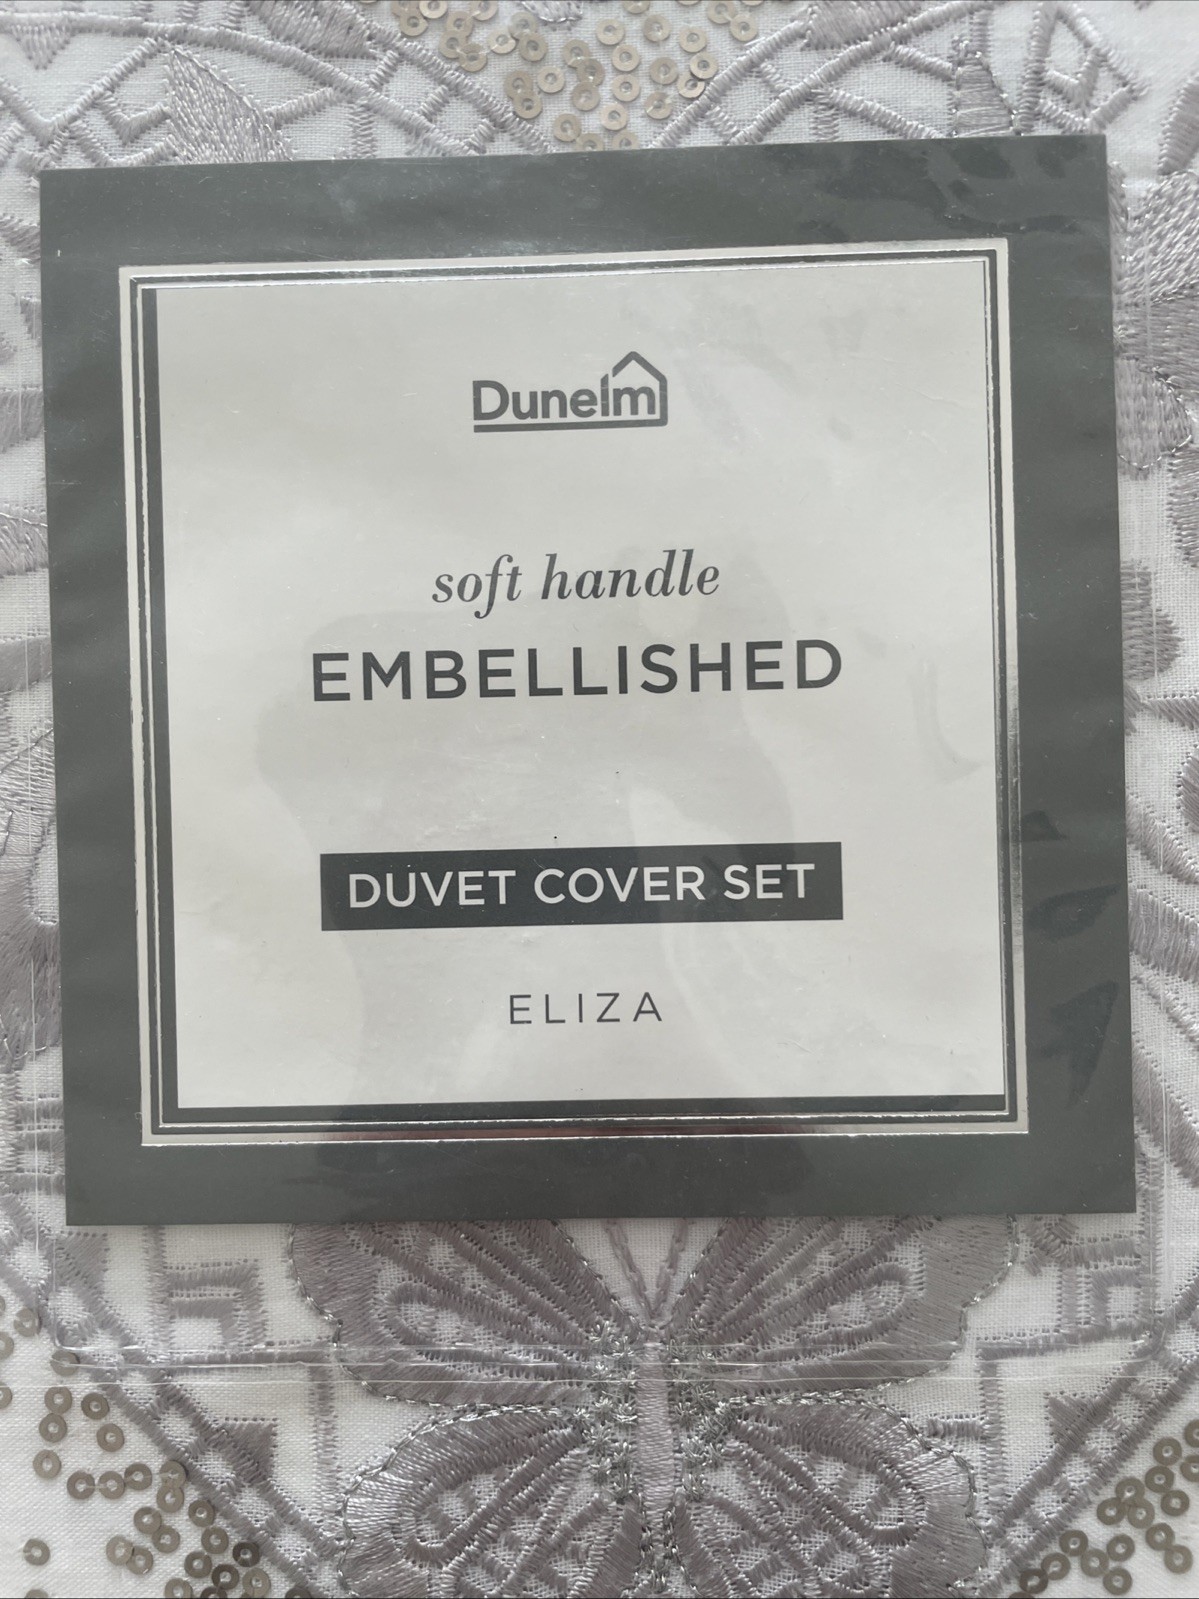 Dunelm
soft handle
EMBELLISHED
DUVET COVER SET
ELIZA